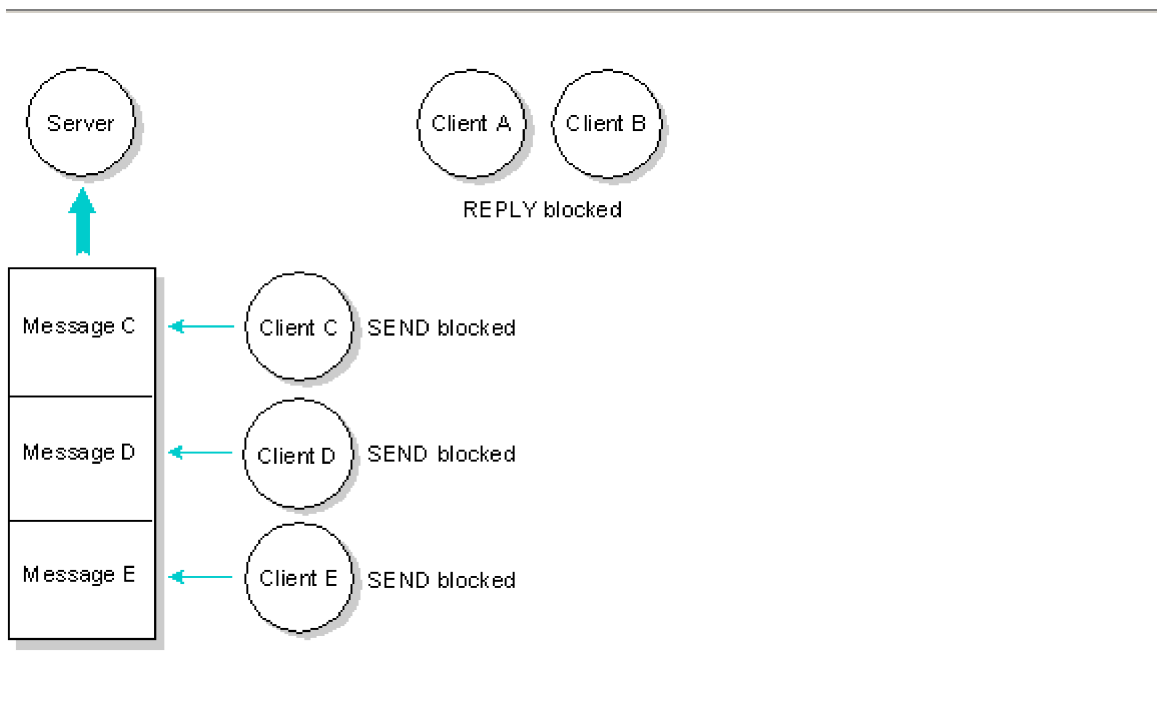 Server
Client A
Client B
REPLY blocked
Message C
Client C
SEND blocked
Message D
Client D
SEND blocked
Message E
Client E
SEND blocked